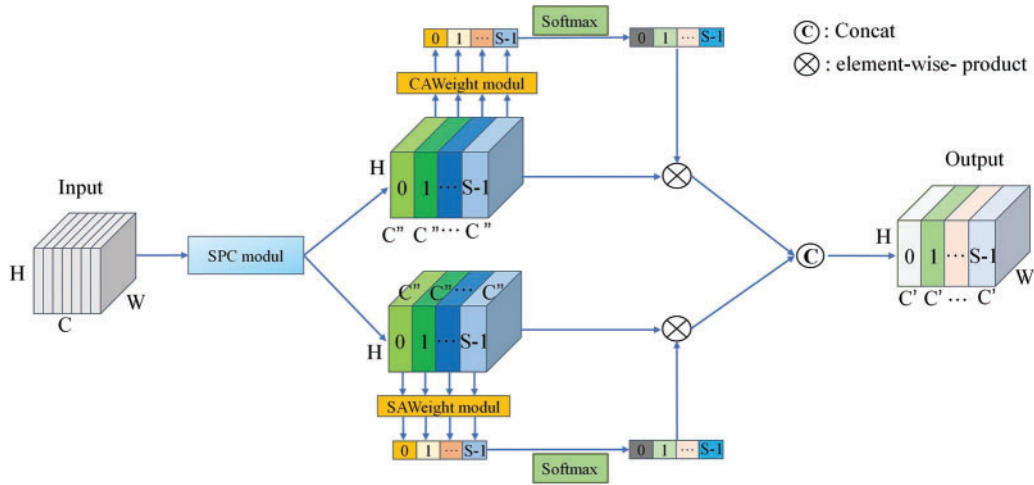 0 1 ... S-1
Softmax
0 1 ... S-1
C : Concat
: element-wise- product
CAWeight modul
Input
H
C
W
SPC modul
H
0 1 ... S-1
C" C" ... C"
C" C" ... C"
H
0 1 ... S-1
SAWeight modul
0 1 ... S-1
Softmax
0 1 ... S-1
C
Output
H
0 1 ... S-1
W
C' C' ... C'